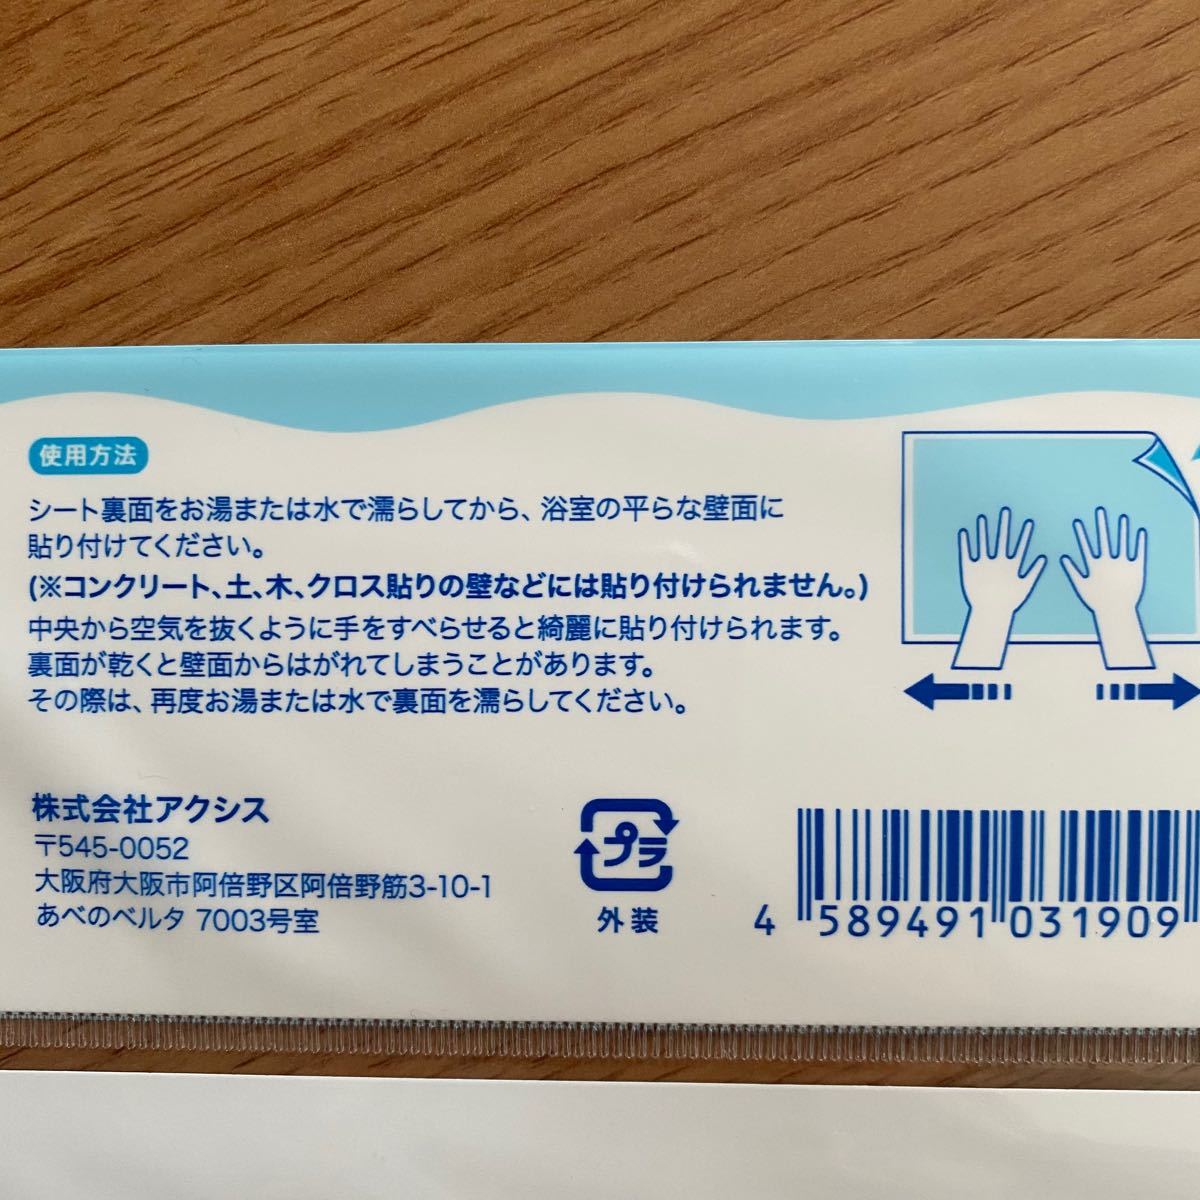 使用方法
シート裏面をお湯または水で濡らしてから、浴室の平らな壁面に
貼り付けてください。
(※コンクリート、土、木、クロス貼りの壁などには貼り付けられません。)
中央から空気を抜くように手をすべらせると綺麗に貼り付けられます。
裏面が乾くと壁面からはがれてしまうことがあります。
その際は、再度お湯または水で裏面を濡らしてください。
株式会社アクシス
〒545-0052
大阪府大阪市阿倍野区阿倍野筋3-10-1
あべのベルタ 7003号室
プラ
外装
4 589491 031909